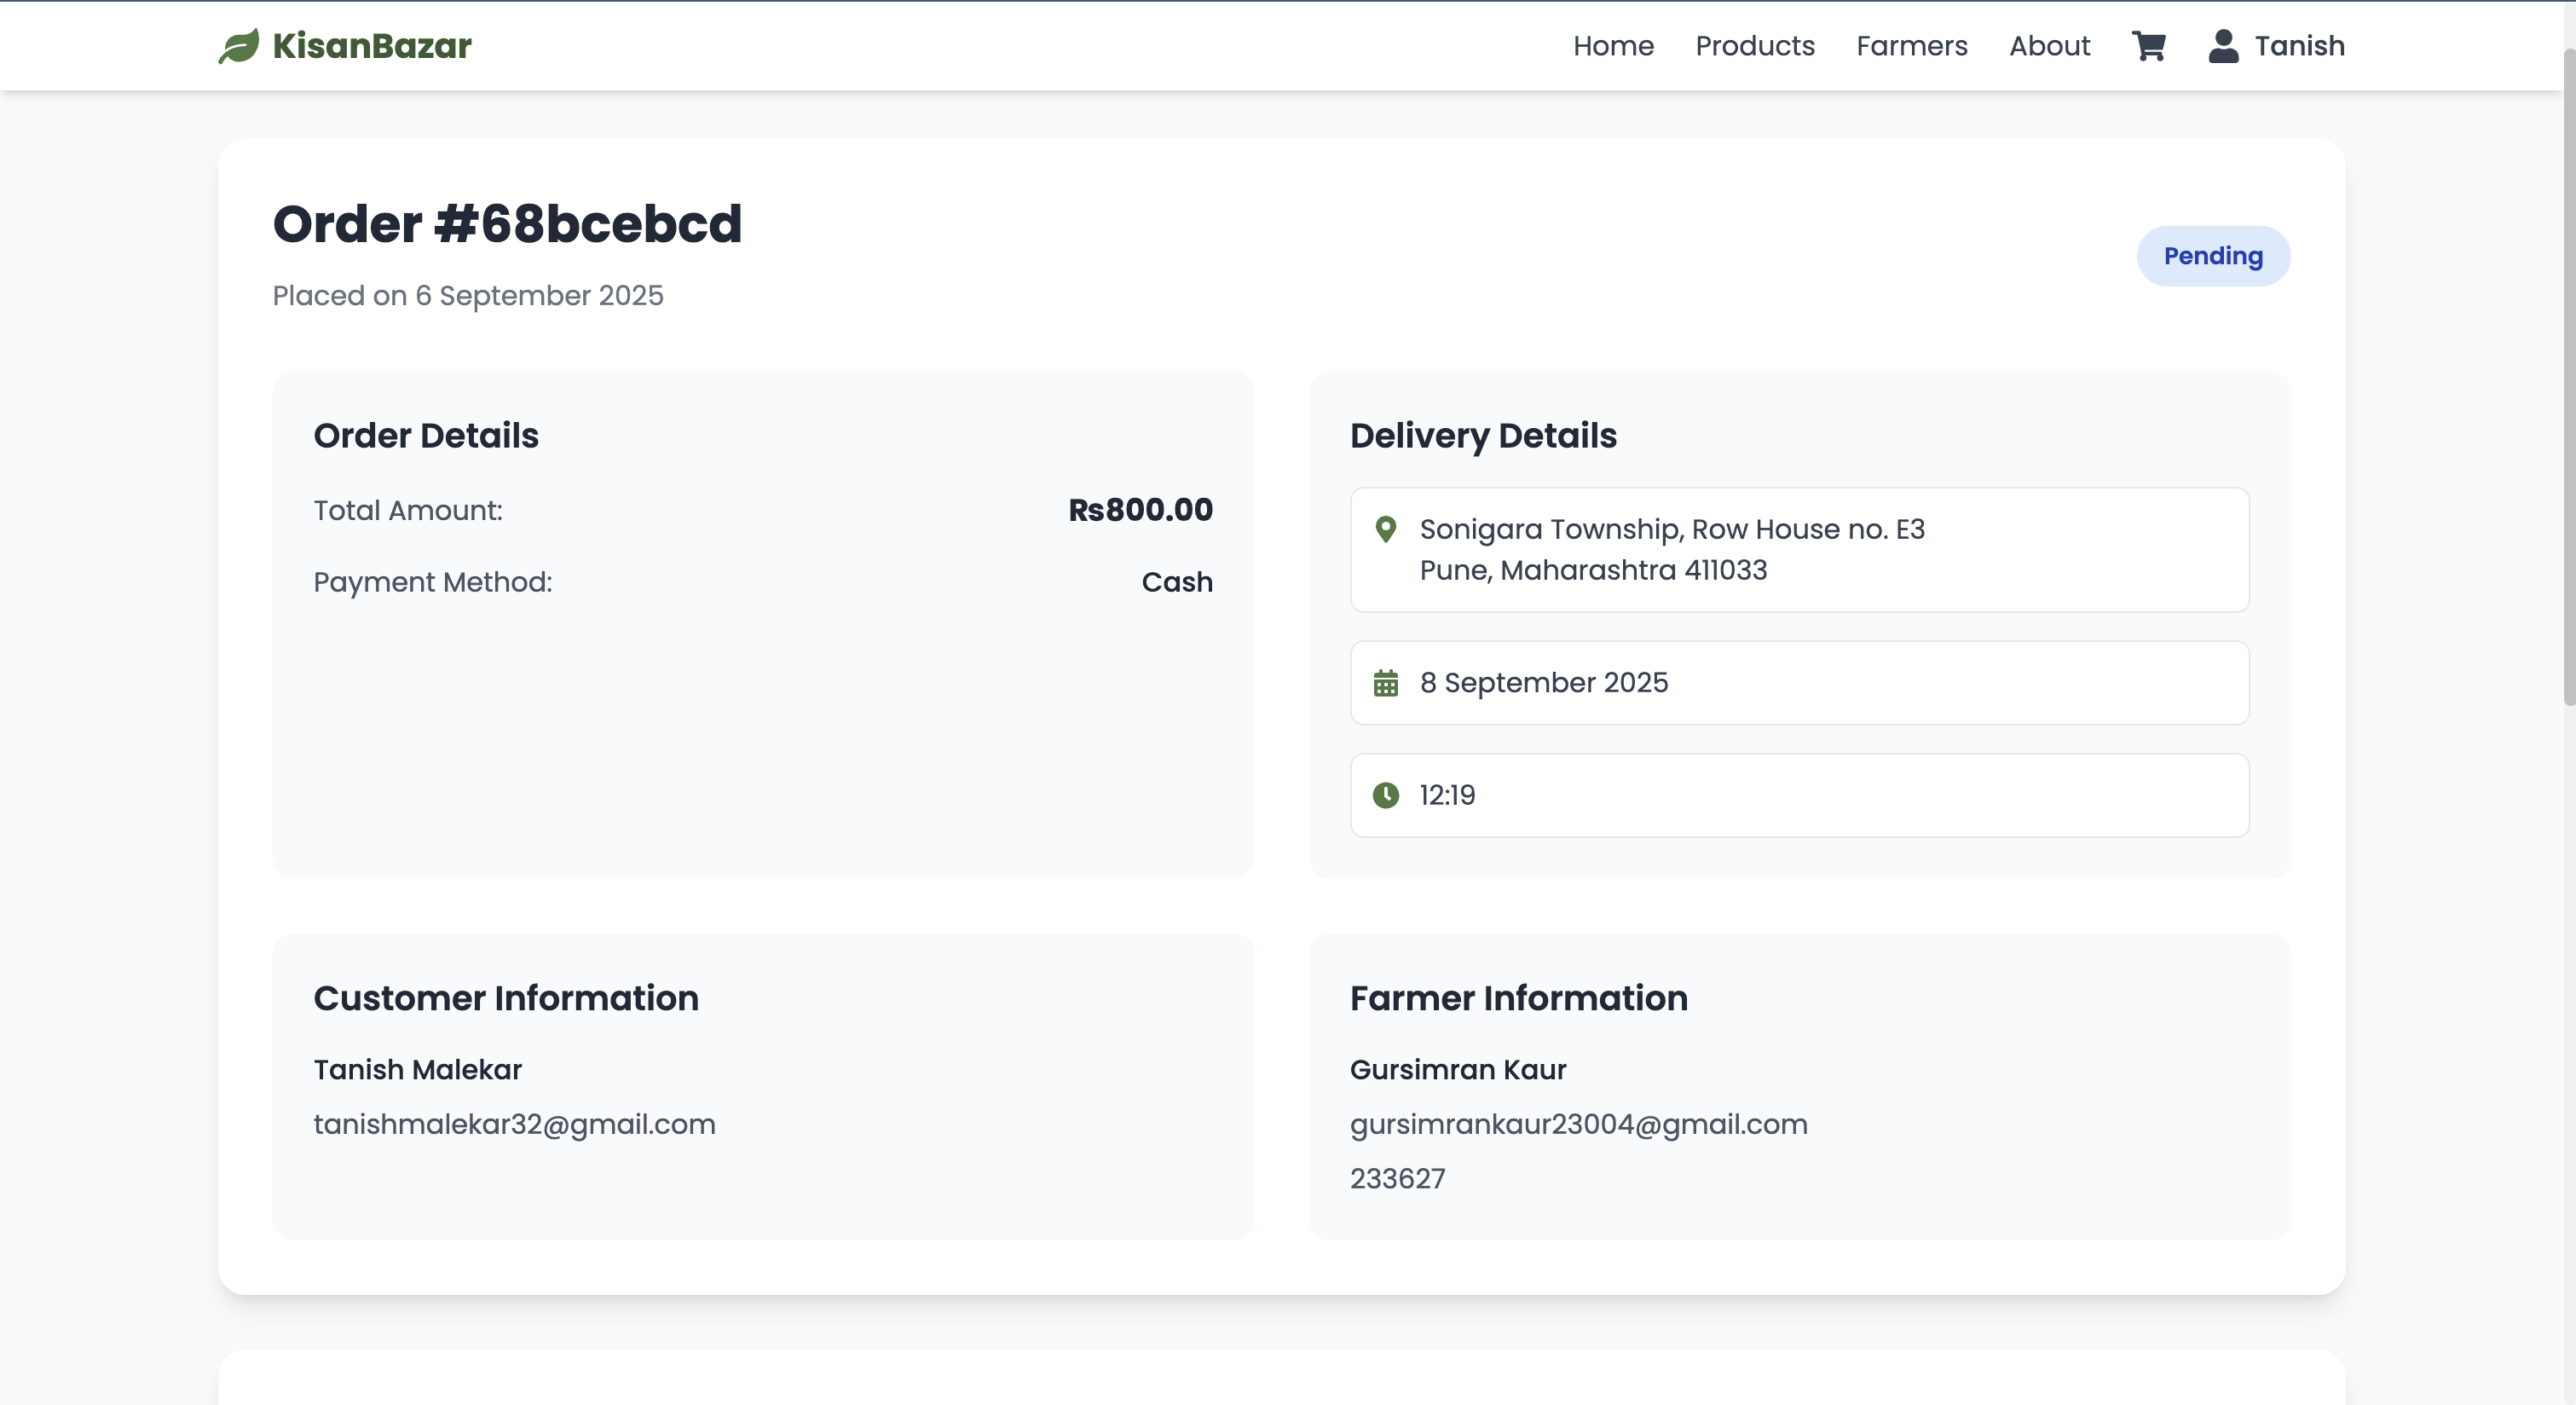 KisanBazar
Home Products Farmers About Tanish
Order #68bcebcd
Placed on 6 September 2025
Pending
Order Details
Total Amount: ₨800.00
Payment Method: Cash
Delivery Details
Sonigara Township, Row House no. E3
Pune, Maharashtra 411033
8 September 2025
12:19
Customer Information
Tanish Malekar
tanishmalekar32@gmail.com
Farmer Information
Gursimran Kaur
gursimrankaur23004@gmail.com
233627